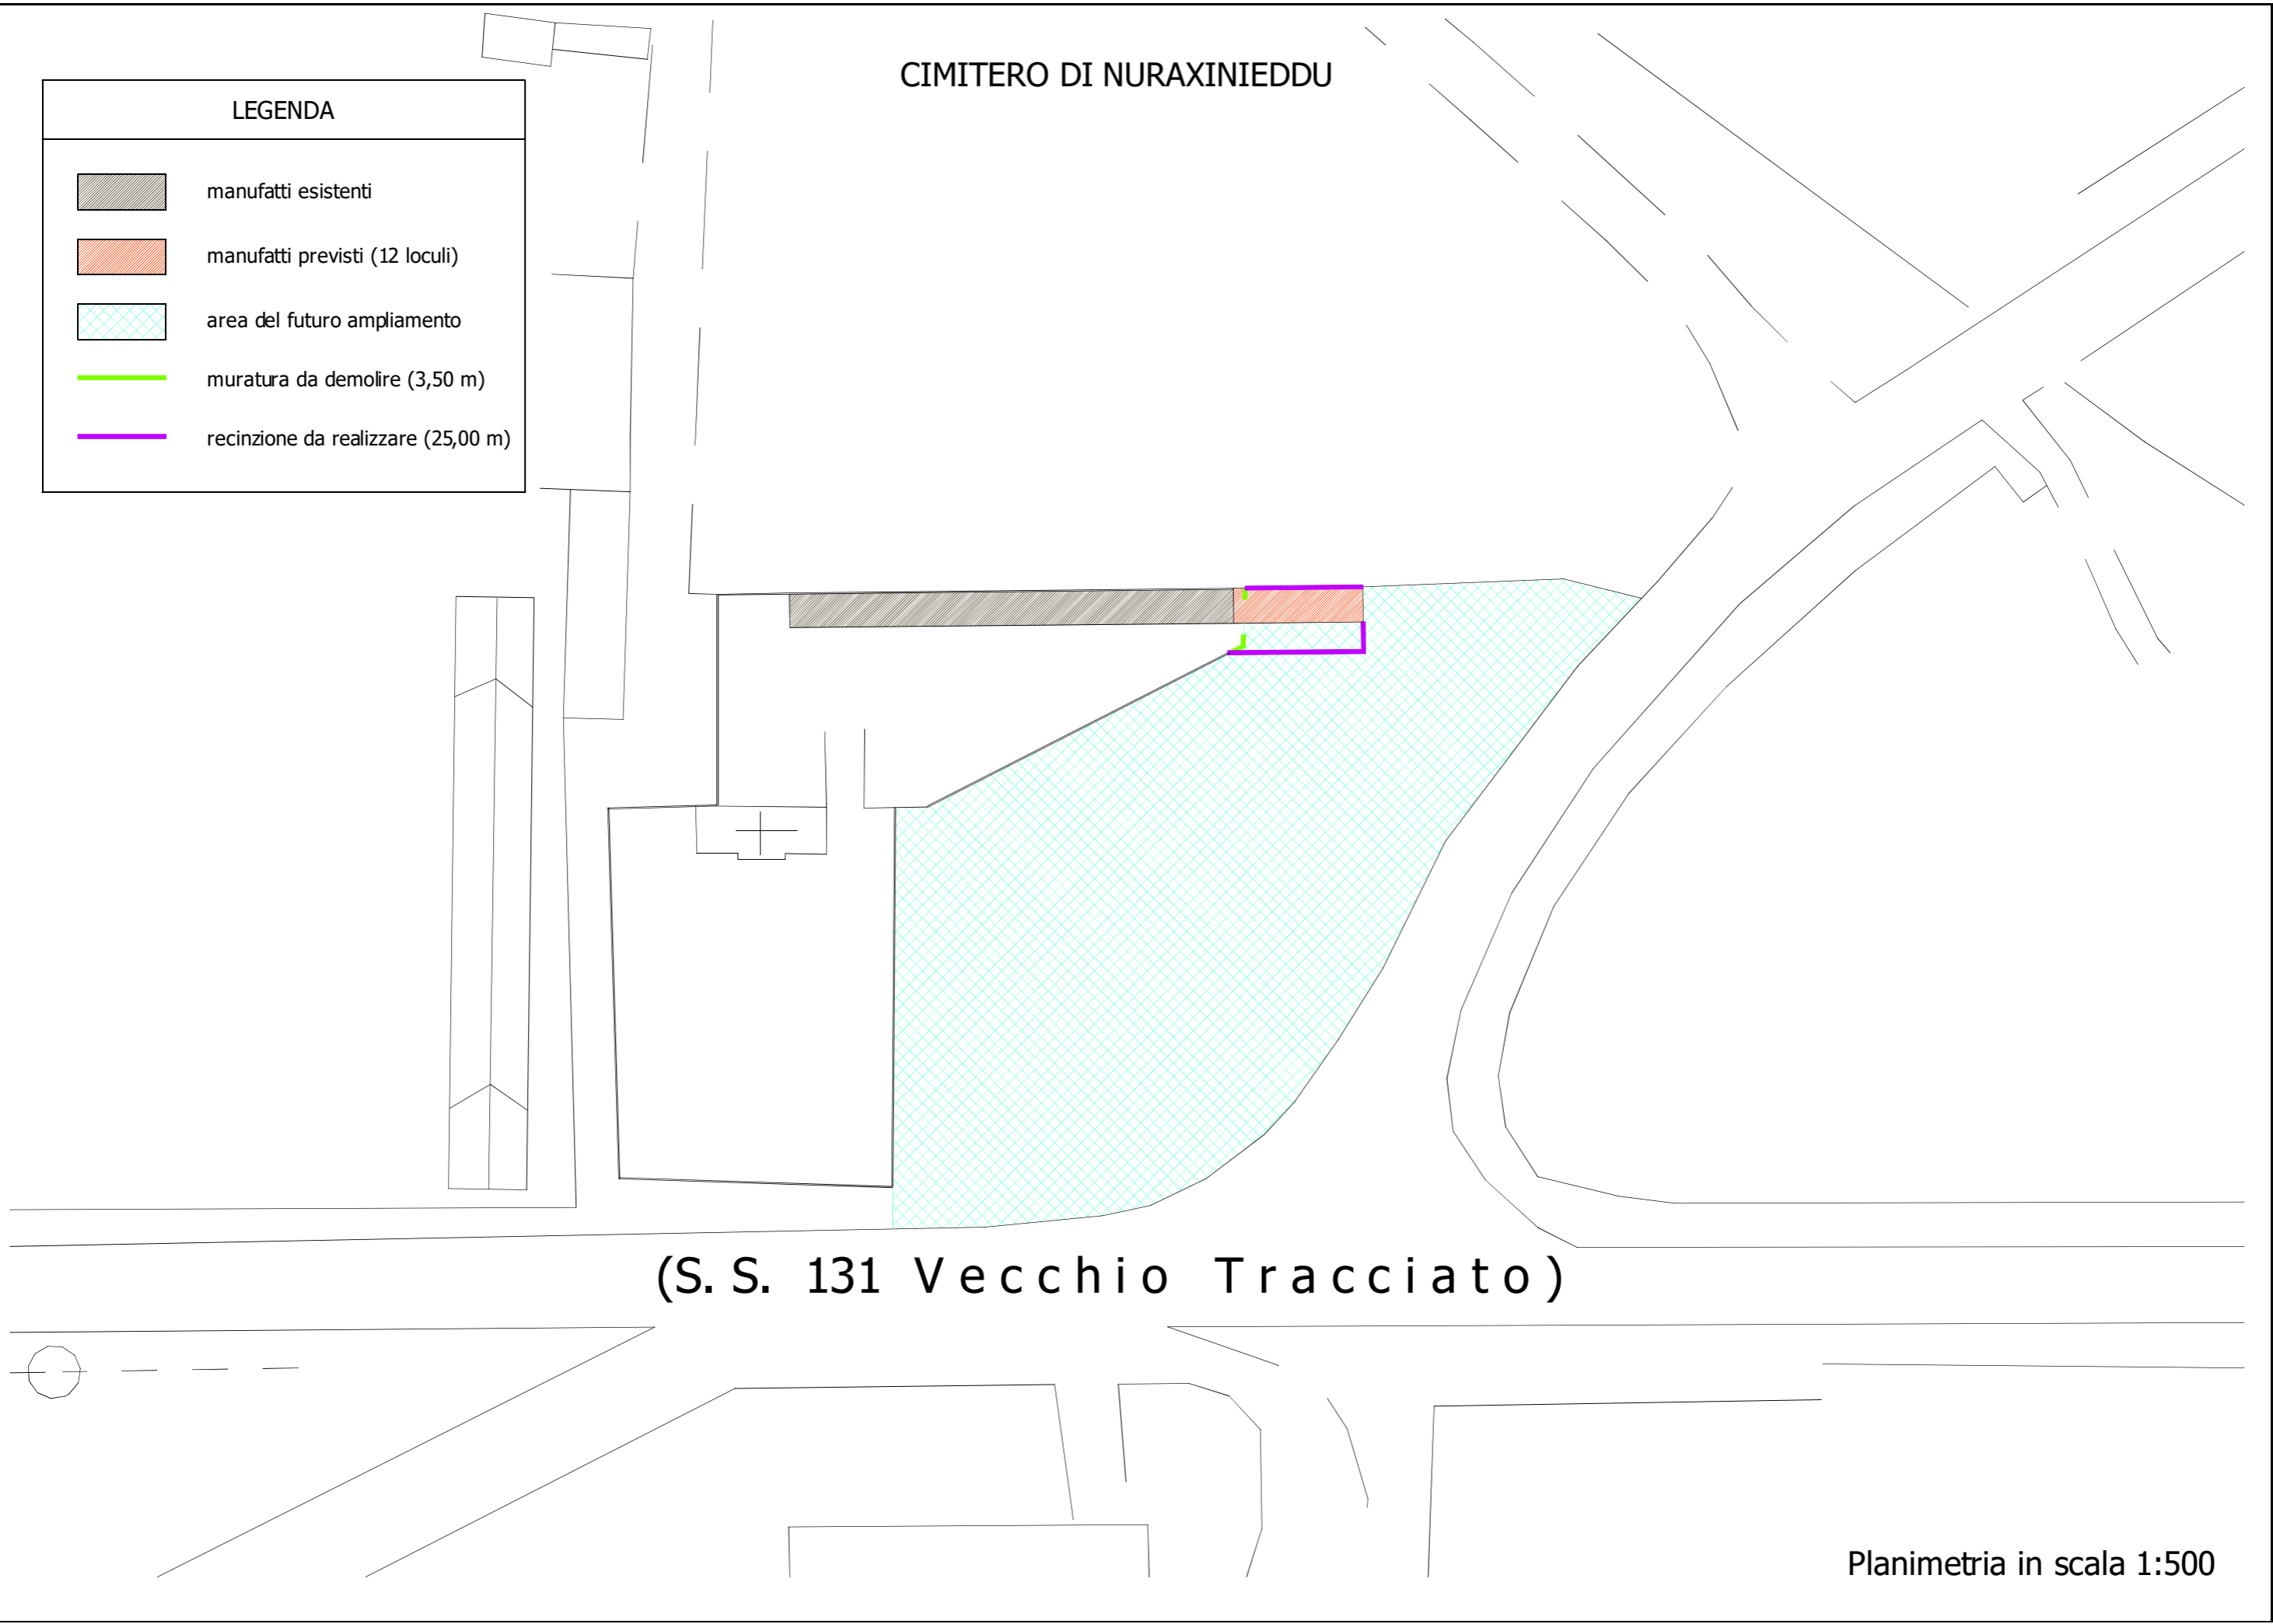 CIMITERO DI NURAXINIEDDU
LEGENDA
manufatti esistenti
manufatti previsti (12 loculi)
area del futuro ampliamento
muratura da demolire (3,50 m)
recinzione da realizzare (25,00 m)
(S. S. 131 Vecchio Tracciato)
Planimetria in scala 1:500